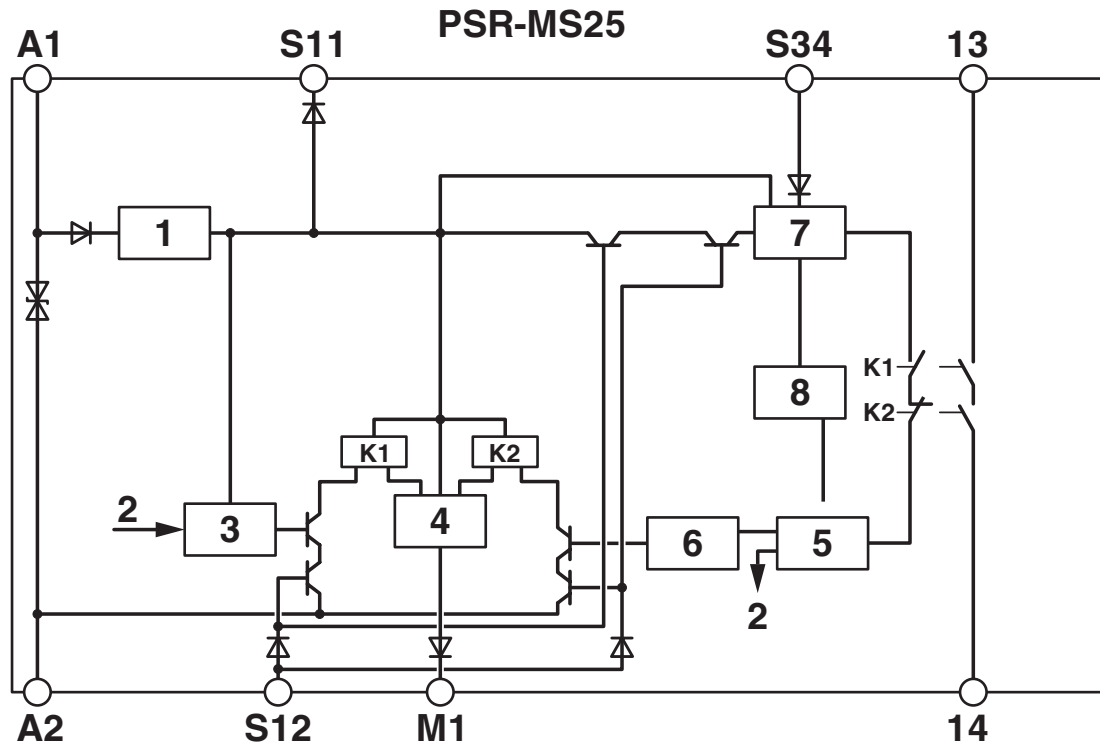 PSR-MS25
A1 S11 S34 13
1 7
K1
8
K2
K1 K2
2 3 4 6 5
2
A2 S12 M1 14